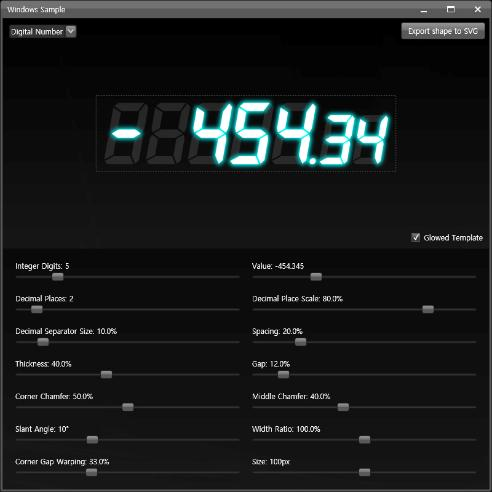 Windows Sample
Digital Number
Export shape to SVG
-454.34
Glowed Template
Integer Digits: 5
Value: -454.345
Decimal Places: 2
Decimal Place Scale: 80.0%
Decimal Separator Size: 10.0%
Spacing: 20.0%
Thickness: 40.0%
Gap: 12.0%
Corner Chamfer: 50.0%
Middle Chamfer: 40.0%
Slant Angle: 10°
Width Ratio: 100.0%
Corner Gap Warping: 33.0%
Size: 100px